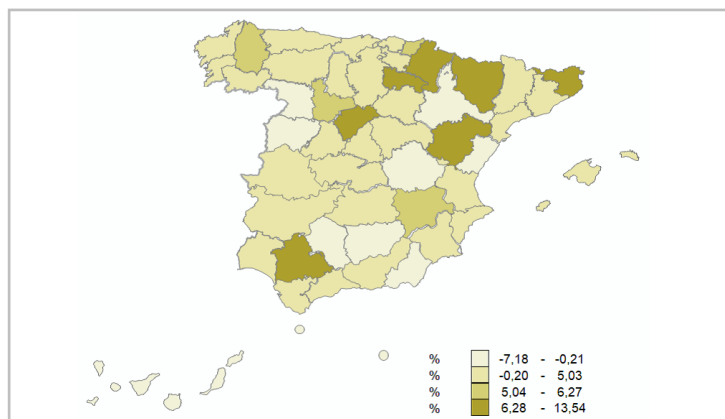 % -7,18 - -0,21
% -0,20 - 5,03
% 5,04 - 6,27
% 6,28 - 13,54